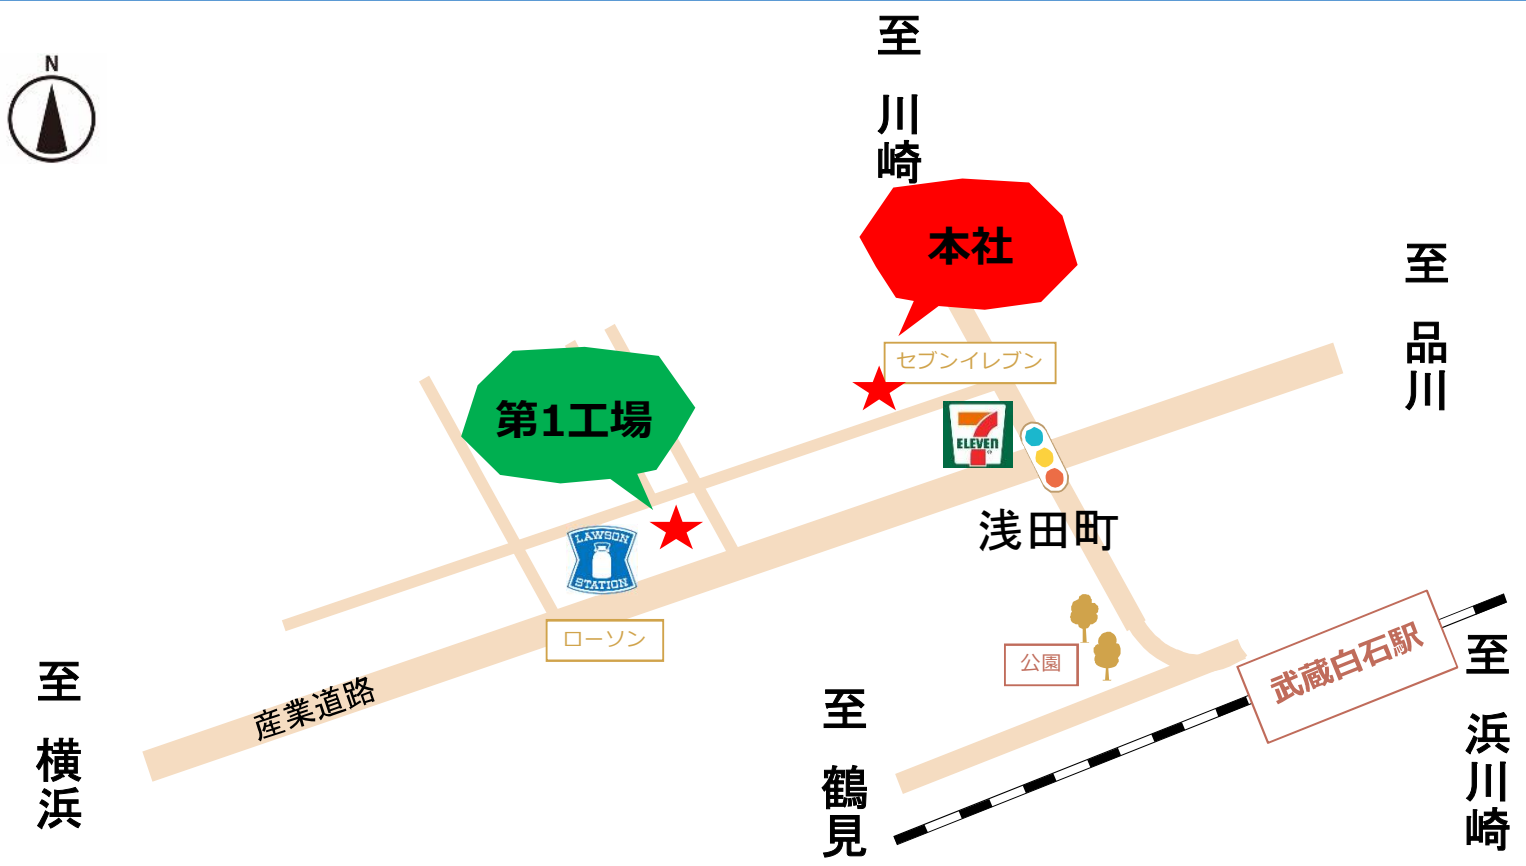 N
至 川崎
本社
至 品川
セブンイレブン
ELEVEN
第1工場
浅田町
LAWSON
STATION
ローソン
公園
武蔵白石駅
産業道路
至 横浜
至 鶴見
至 浜川崎